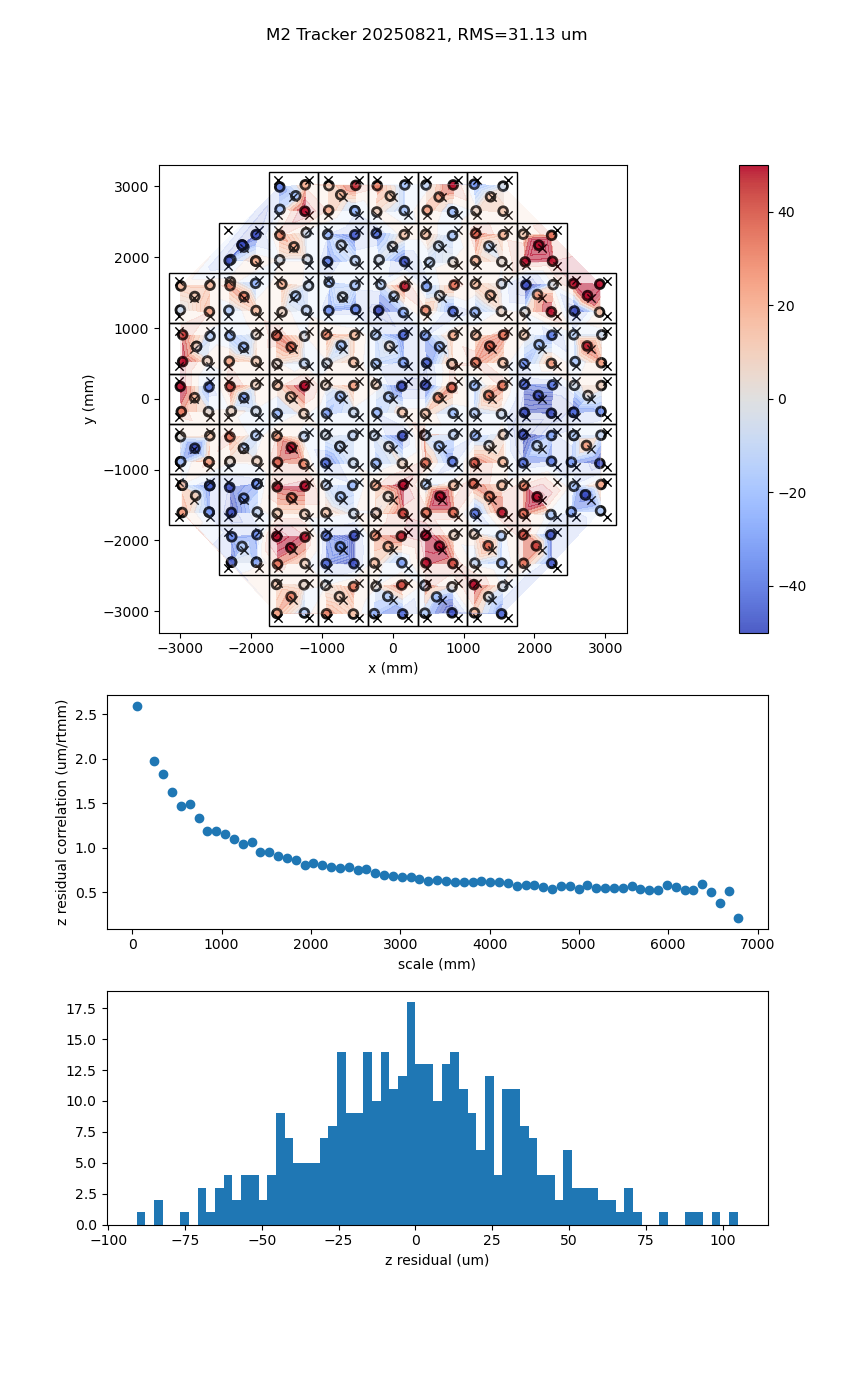 M2 Tracker 20250821, RMS=31.13 um
3000
2000
1000
0
−1000
−2000
−3000
y (mm)
−3000 −2000 −1000 0 1000 2000 3000
x (mm)
40
20
0
−20
−40
2.5
2.0
1.5
1.0
0.5
z residual correlation (um/rtmm)
0 1000 2000 3000 4000 5000 6000 7000
scale (mm)
17.5
15.0
12.5
10.0
7.5
5.0
2.5
0.0
−100 −75 −50 −25 0 25 50 75 100
z residual (um)